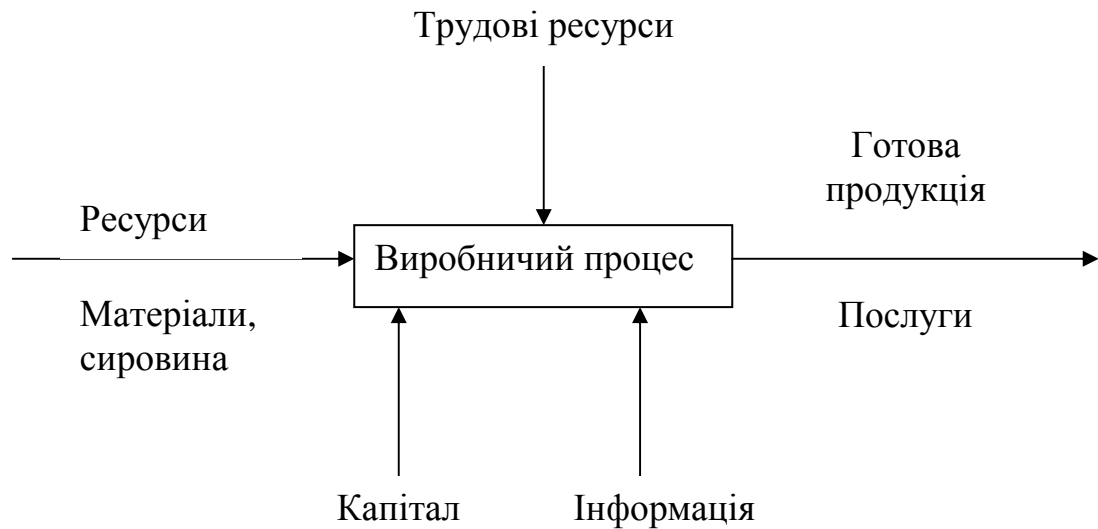 Трудові ресурси
Готова
продукція
Ресурси
Виробничий процес
Матеріали,
сировина
Послуги
Капітал
Інформація